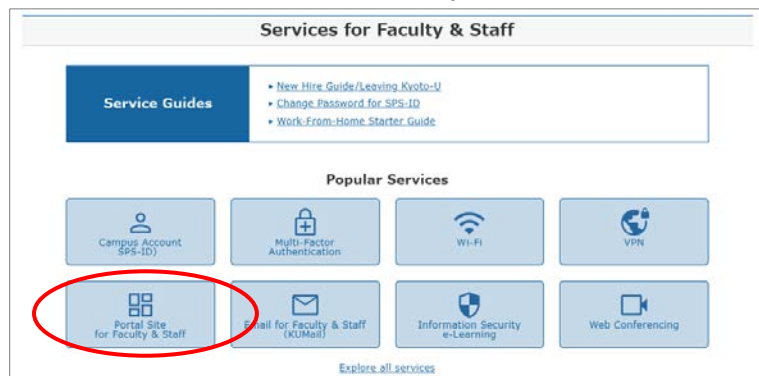 Services for Faculty & Staff
Service Guides
▸ New Hire Guide/Leaving Kyoto-U
▸ Change Password for SPS-ID
▸ Work-From-Home Starter Guide
Popular Services
Campus Account
SPS-ID)
Multi-Factor
Authentication
Wi-Fi
VPN
Portal Site
for Faculty & Staff
Email for Faculty & Staff
(KUMail)
Information Security
e-Learning
Web Conferencing
Explore all services